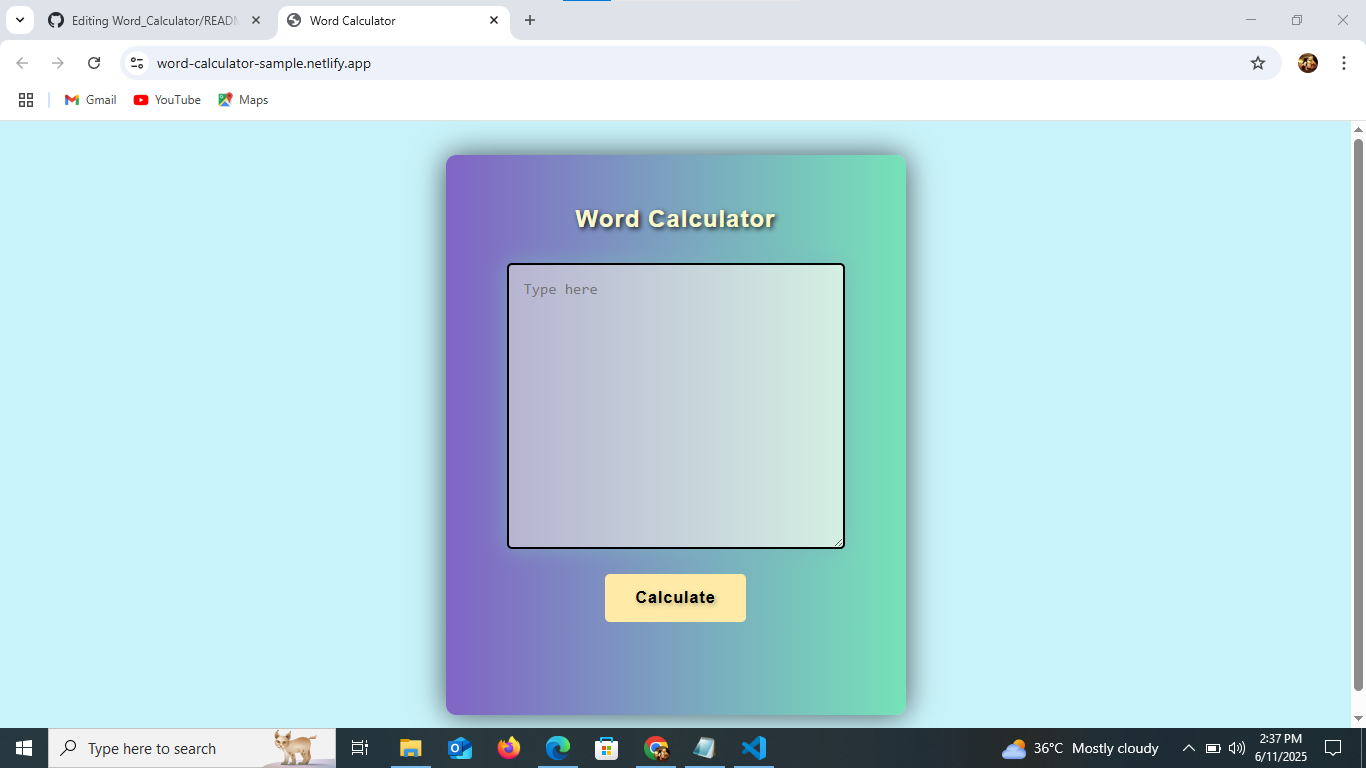 Editing Word_Calculator/READM
Word Calculator
word-calculator-sample.netlify.app
Gmail
YouTube
Maps
Word Calculator
Type here
Calculate
Type here to search
36°C Mostly cloudy
2:37 PM
6/11/2025